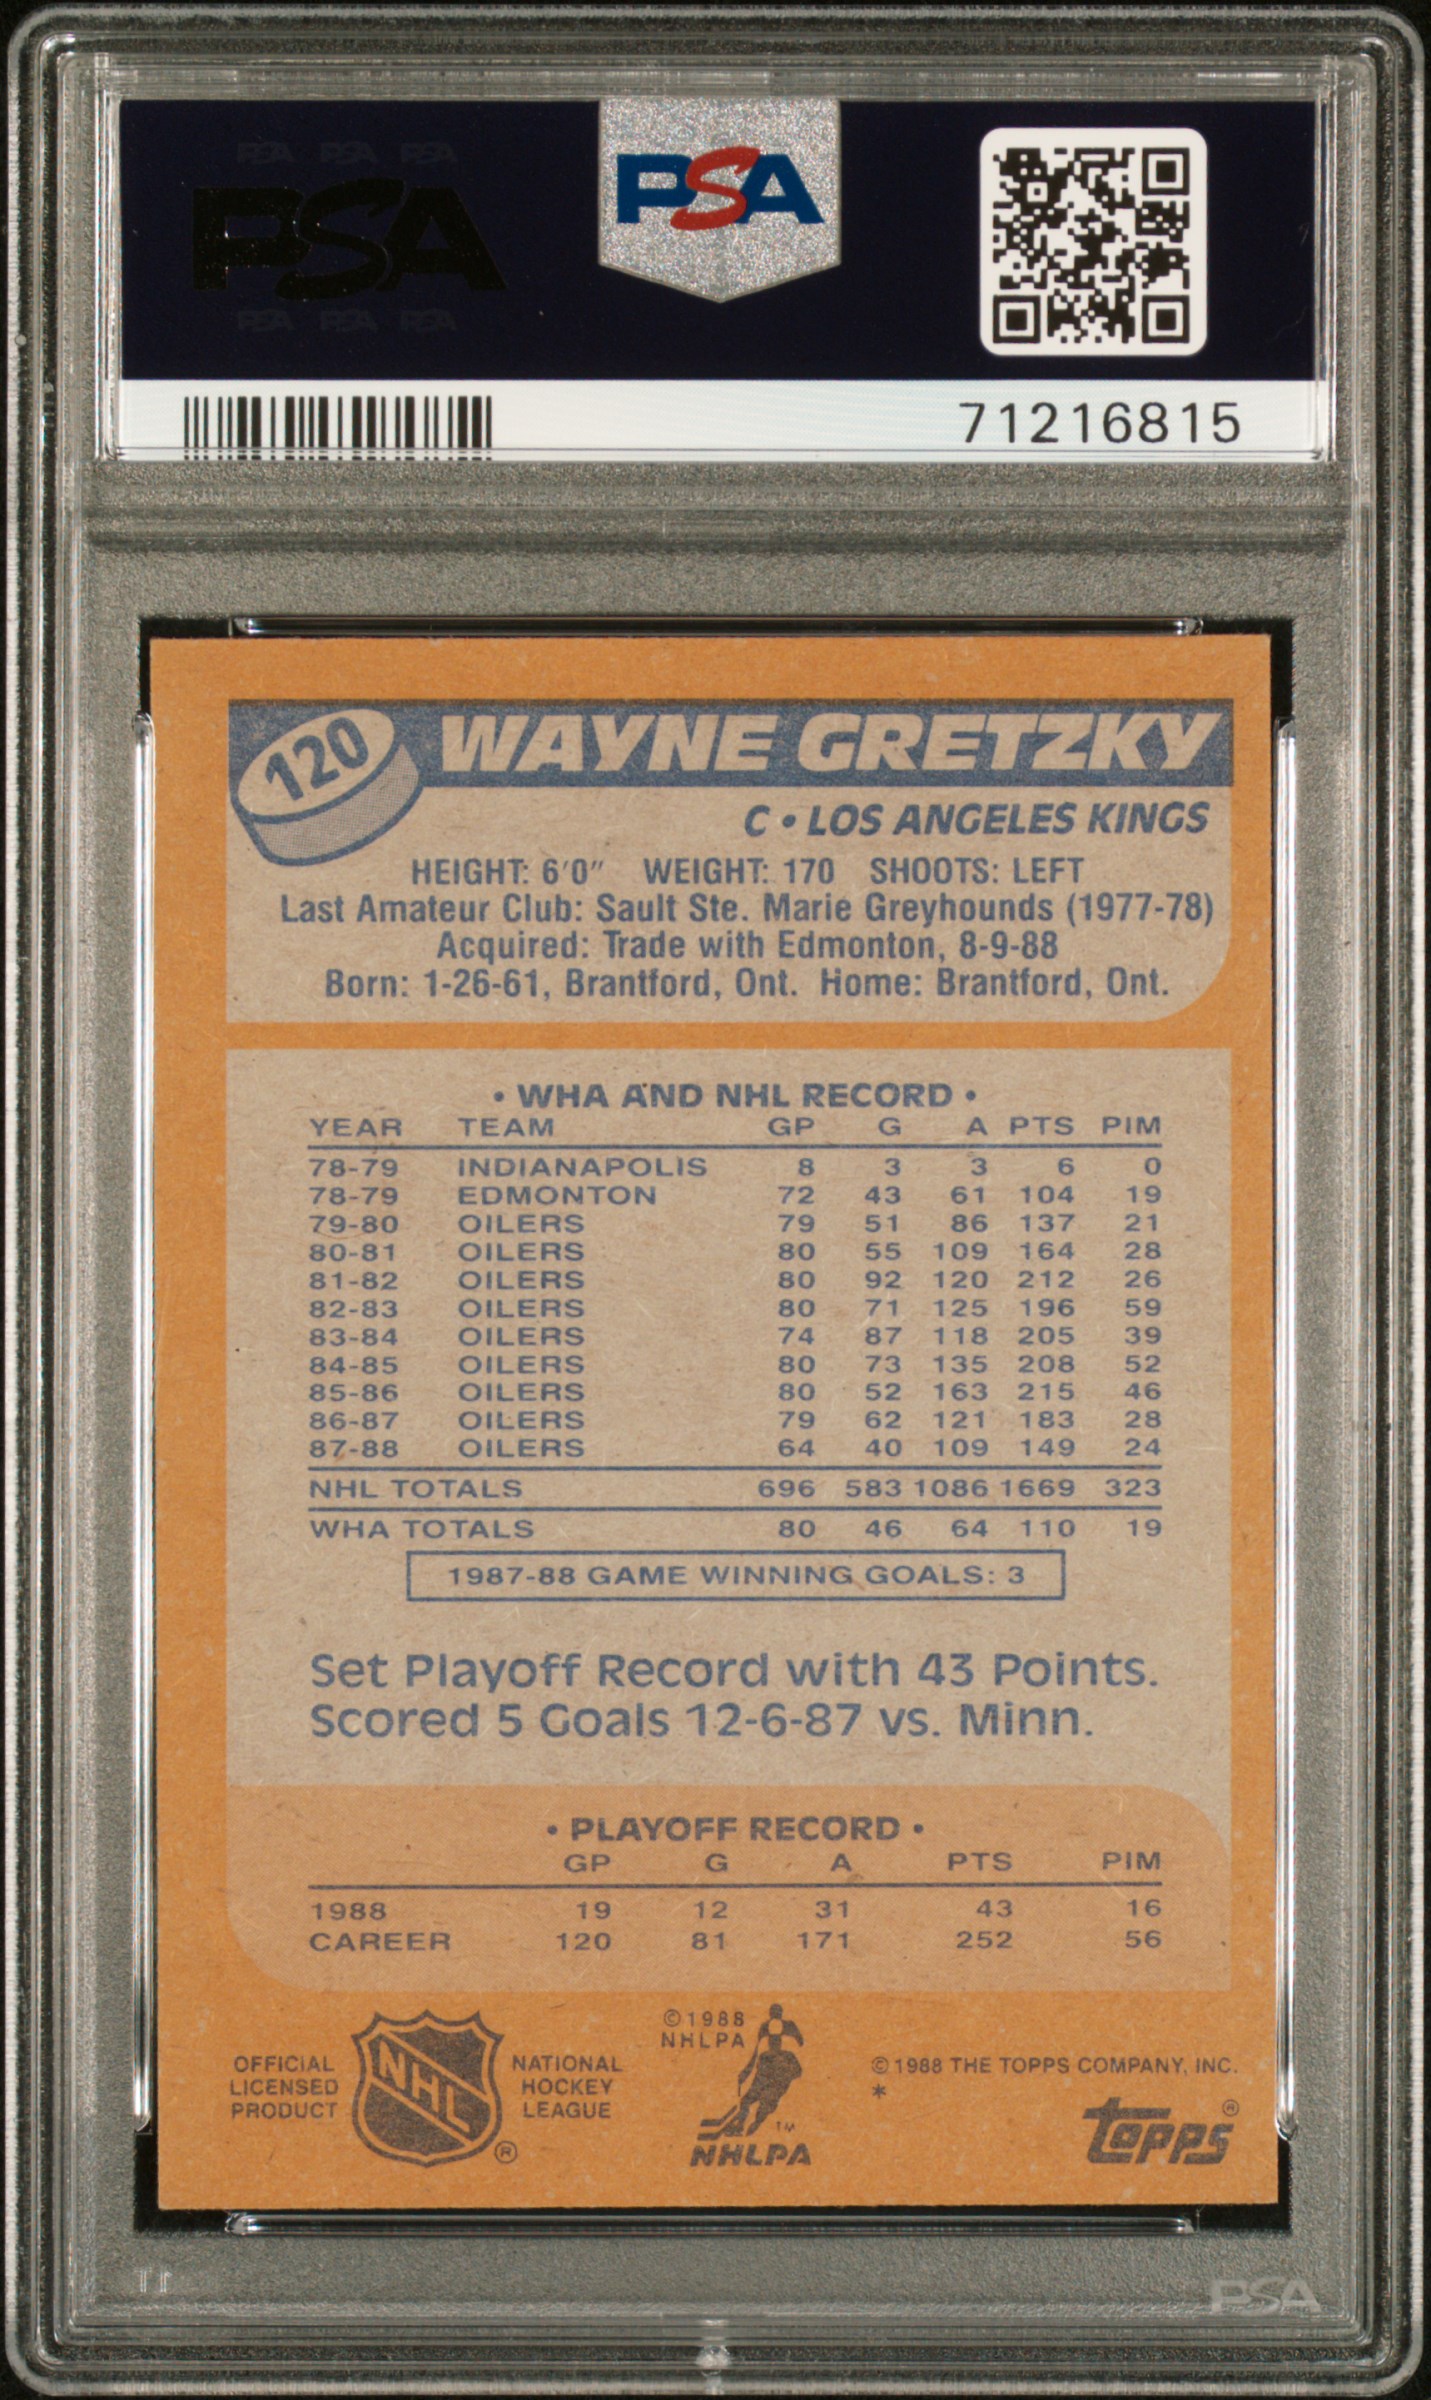 PSA PSA PSA
PSA
PSA PSA PSA
PSA
71216815
120
WAYNE GRETZKY
C • LOS ANGELES KINGS
HEIGHT: 6'0" WEIGHT: 170 SHOOTS: LEFT
Last Amateur Club: Sault Ste. Marie Greyhounds (1977-78)
Acquired: Trade with Edmonton, 8-9-88
Born: 1-26-61, Brantford, Ont. Home: Brantford, Ont.
• WHA AND NHL RECORD •
YEAR TEAM GP G A PTS PIM
78-79 INDIANAPOLIS 8 3 3 6 0
78-79 EDMONTON 72 43 61 104 19
79-80 OILERS 79 51 86 137 21
80-81 OILERS 80 55 109 164 28
81-82 OILERS 80 92 120 212 26
82-83 OILERS 80 71 125 196 59
83-84 OILERS 74 87 118 205 39
84-85 OILERS 80 73 135 208 52
85-86 OILERS 80 52 163 215 46
86-87 OILERS 79 62 121 183 28
87-88 OILERS 64 40 109 149 24
NHL TOTALS 696 583 1086 1669 323
WHA TOTALS 80 46 64 110 19
1987-88 GAME WINNING GOALS: 3
Set Playoff Record with 43 Points.
Scored 5 Goals 12-6-87 vs. Minn.
• PLAYOFF RECORD •
GP G A PTS PIM
1988 19 12 31 43 16
CAREER 120 81 171 252 56
OFFICIAL
LICENSED
PRODUCT
NHL
®
NATIONAL
HOCKEY
LEAGUE
©1988
NHLPA
TM
NHLPA
©1988 THE TOPPS COMPANY, INC.
*
TOPPS®
PSA